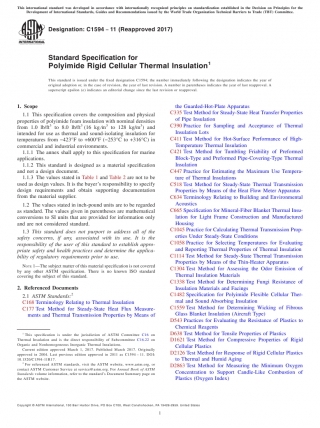 This international standard was developed in accordance with internationally recognized principles on standardization established in the Decision on Principles for the
Development of International Standards, Guides and Recommendations issued by the World Trade Organization Technical Barriers to Trade (TBT) Committee.
Designation: C1594 − 11 (Reapproved 2017)
Standard Specification for
Polyimide Rigid Cellular Thermal Insulation1
This standard is issued under the fixed designation C1594; the number immediately following the designation indicates the year of
original adoption or, in the case of revision, the year of last revision. A number in parentheses indicates the year of last reapproval. A
superscript epsilon (ε) indicates an editorial change since the last revision or reapproval.
1. Scope
1.1 This specification covers the composition and physical
properties of polyimide foam insulation with nominal densities
from 1.0 lb/ft3 to 8.0 lb/ft3 (16 kg/m3 to 128 kg/m3) and
intended for use as thermal and sound-isolating insulation for
temperatures from −423°F to +600°F (−253°C to +316°C) in
commercial and industrial environments.
1.1.1 This annex shall apply to this specification for marine
applications.
1.1.2 This standard is designed as a material specification
and not a design document.
1.1.3 The values stated in Table 1 and Table 2 are not to be
used as design values. It is the buyer's responsibility to specify
design requirements and obtain supporting documentation
from the material supplier.
1.2 The values stated in inch-pound units are to be regarded
as standard. The values given in parentheses are mathematical
conversions to SI units that are provided for information only
and are not considered standard.
1.3 This standard does not purport to address all of the
safety concerns, if any, associated with its use. It is the
responsibility of the user of this standard to establish appro-
priate safety and health practices and determine the applica-
bility of regulatory requirements prior to use.
NOTE 1—The subject matter of this material specification is not covered
by any other ASTM specification. There is no known ISO standard
covering the subject of this standard.
2. Referenced Documents
2.1 ASTM Standards:2
C168 Terminology Relating to Thermal Insulation
C177 Test Method for Steady-State Heat Flux Measure-
ments and Thermal Transmission Properties by Means of
1 This specification is under the jurisdiction of ASTM Committee C16 on
Thermal Insulation and is the direct responsibility of Subcommittee C16.22 on
Organic and Nonhomogeneous Inorganic Thermal Insulations.
Current edition approved March 1, 2017. Published March 2017. Originally
approved in 2004. Last previous edition approved in 2011 as C1594 – 11. DOI:
10.1520/C1594-11R17.
2 For referenced ASTM standards, visit the ASTM website, www.astm.org, or
contact ASTM Customer Service at service@astm.org. For Annual Book of ASTM
Standards volume information, refer to the standard's Document Summary page on
the ASTM website.
the Guarded-Hot-Plate Apparatus
C335 Test Method for Steady-State Heat Transfer Properties
of Pipe Insulation
C390 Practice for Sampling and Acceptance of Thermal
Insulation Lots
C411 Test Method for Hot-Surface Performance of High-
Temperature Thermal Insulation
C421 Test Method for Tumbling Friability of Preformed
Block-Type and Preformed Pipe-Covering-Type Thermal
Insulation
C447 Practice for Estimating the Maximum Use Tempera-
ture of Thermal Insulations
C518 Test Method for Steady-State Thermal Transmission
Properties by Means of the Heat Flow Meter Apparatus
C634 Terminology Relating to Building and Environmental
Acoustics
C665 Specification for Mineral-Fiber Blanket Thermal Insu-
lation for Light Frame Construction and Manufactured
Housing
C1045 Practice for Calculating Thermal Transmission Prop-
erties Under Steady-State Conditions
C1058 Practice for Selecting Temperatures for Evaluating
and Reporting Thermal Properties of Thermal Insulation
C1114 Test Method for Steady-State Thermal Transmission
Properties by Means of the Thin-Heater Apparatus
C1304 Test Method for Assessing the Odor Emission of
Thermal Insulation Materials
C1338 Test Method for Determining Fungi Resistance of
Insulation Materials and Facings
C1482 Specification for Polyimide Flexible Cellular Ther-
mal and Sound Absorbing Insulation
C1559 Test Method for Determining Wicking of Fibrous
Glass Blanket Insulation (Aircraft Type)
D543 Practices for Evaluating the Resistance of Plastics to
Chemical Reagents
D638 Test Method for Tensile Properties of Plastics
D1621 Test Method for Compressive Properties of Rigid
Cellular Plastics
D2126 Test Method for Response of Rigid Cellular Plastics
to Thermal and Humid Aging
D2863 Test Method for Measuring the Minimum Oxygen
Concentration to Support Candle-Like Combustion of
Plastics (Oxygen Index)
Copyright © ASTM International, 100 Barr Harbor Drive, PO Box C700, West Conshohocken, PA 19428-2959. United States
1